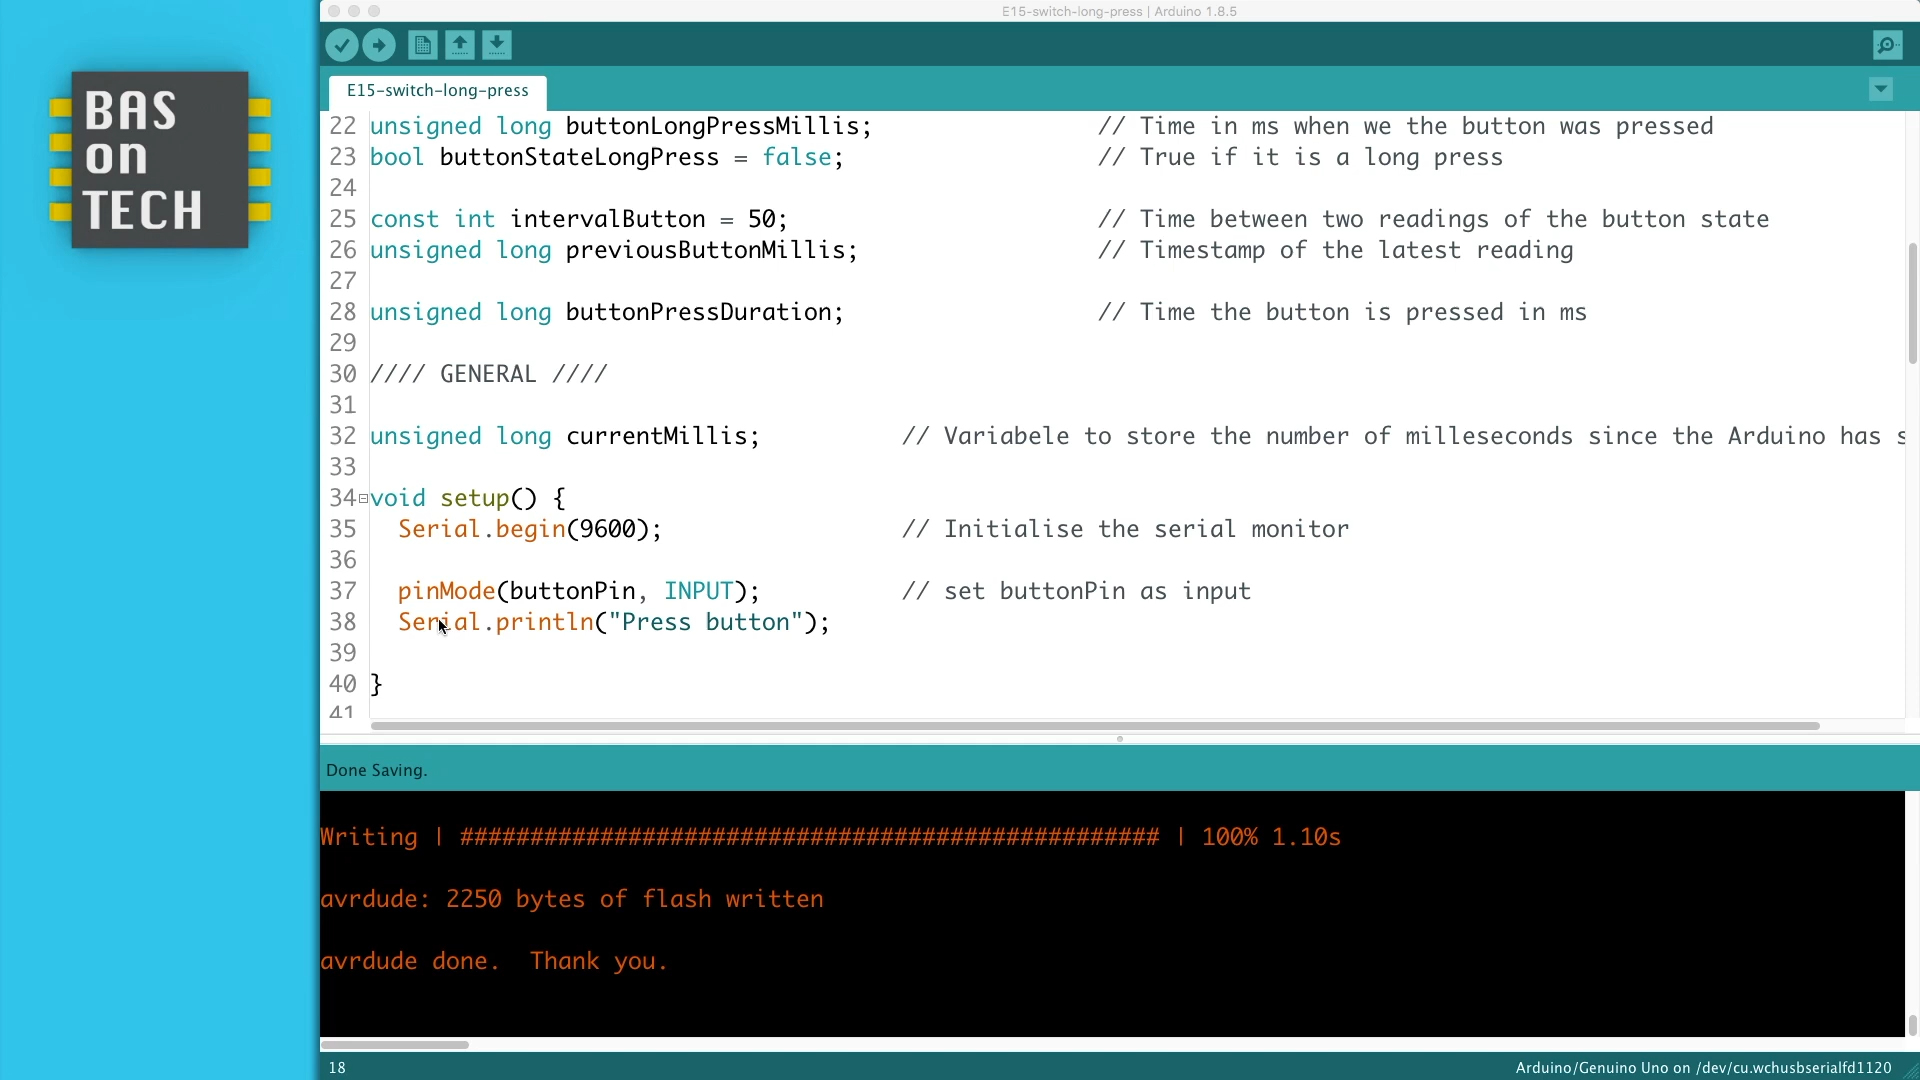 BAS
on
TECH
E15-switch-long-press | Arduino 1.8.5
E15-switch-long-press
22 unsigned long buttonLongPressMillis; // Time in ms when we the button was pressed
23 bool buttonStateLongPress = false; // True if it is a long press
24
25 const int intervalButton = 50; // Time between two readings of the button state
26 unsigned long previousButtonMillis; // Timestamp of the latest reading
27
28 unsigned long buttonPressDuration; // Time the button is pressed in ms
29
30 //// GENERAL ////
31
32 unsigned long currentMillis; // Variabele to store the number of milleseconds since the Arduino has s
33
34 void setup() {
35 Serial.begin(9600); // Initialise the serial monitor
36
37 pinMode(buttonPin, INPUT); // set buttonPin as input
38 Serial.println("Press button");
39
40 }
41
Done Saving.
Writing | ################################################## | 100% 1.10s
avrdude: 2250 bytes of flash written
avrdude done. Thank you.
18
Arduino/Genuino Uno on /dev/cu.wchusbserialfd1120